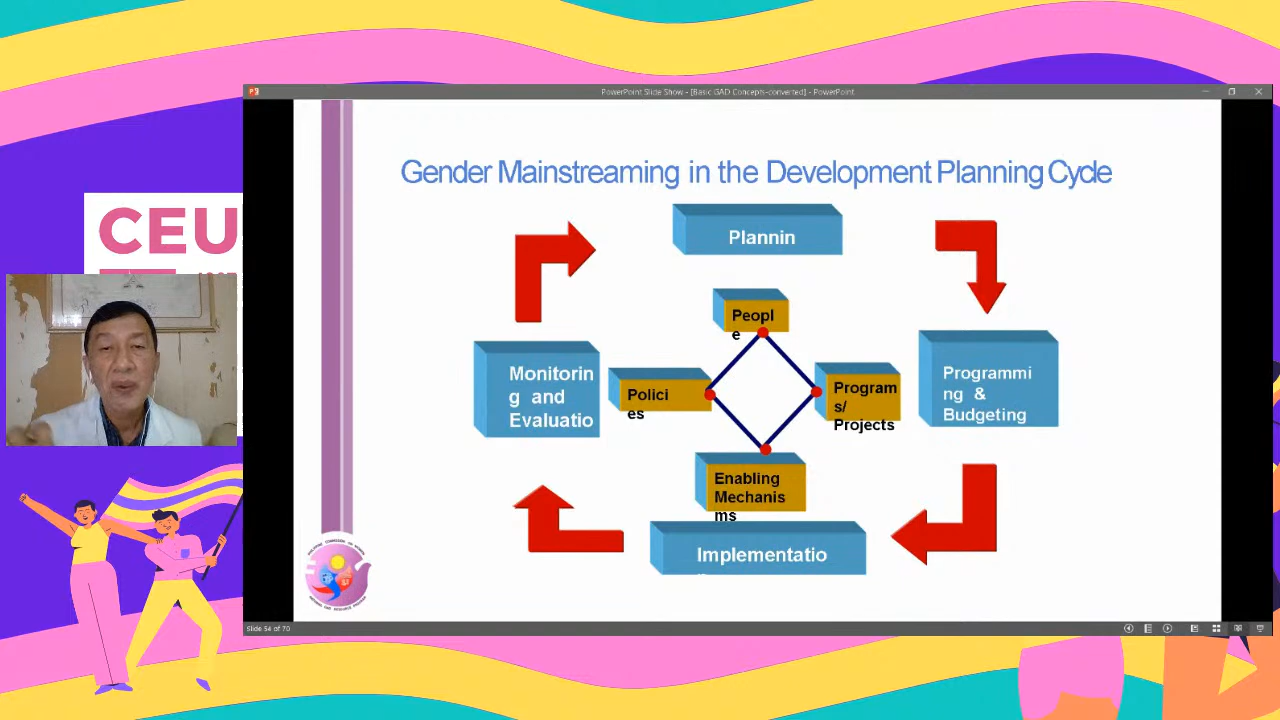 PowerPoint Slide Show - [Basic GAD Concepts-converted] - PowerPoint
Gender Mainstreaming in the Development Planning Cycle
CEU
Plannin
Peopl
e
Monitorin
g and
Evaluatio
Polici
es
Program
s/
Projects
Programmi
ng &
Budgeting
Enabling
Mechanis
ms
Implementatio
Slide 54 of 70